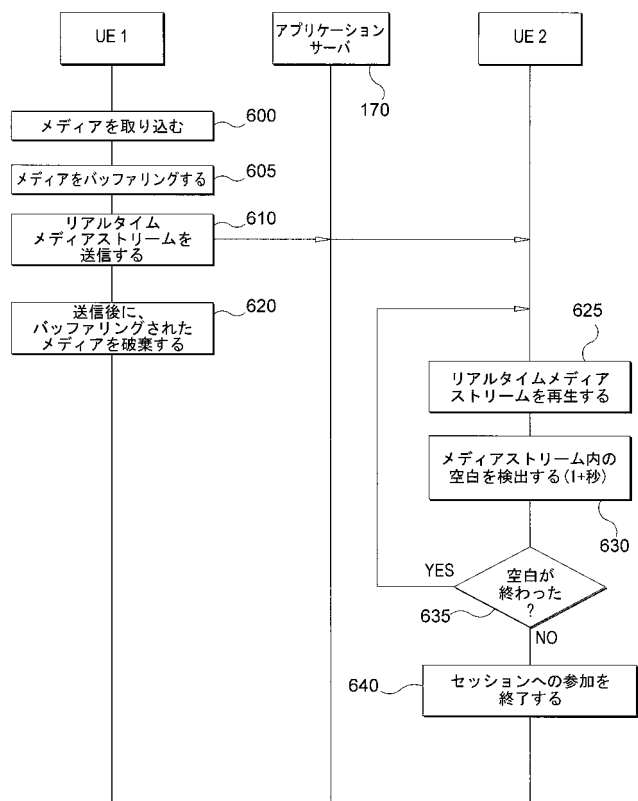 UE 1
アプリケーション
サーバ
UE 2
170
メディアを取り込む
600
メディアをバッファリングする
605
リアルタイム
メディアストリームを
送信する
610
送信後に、
バッファリングされた
メディアを破棄する
620
625
リアルタイムメディア
ストリームを再生する
メディアストリーム内の
空白を検出する(1+秒)
630
YES
空白が
終わった
?
635
NO
640
セッションへの参加を
終了する